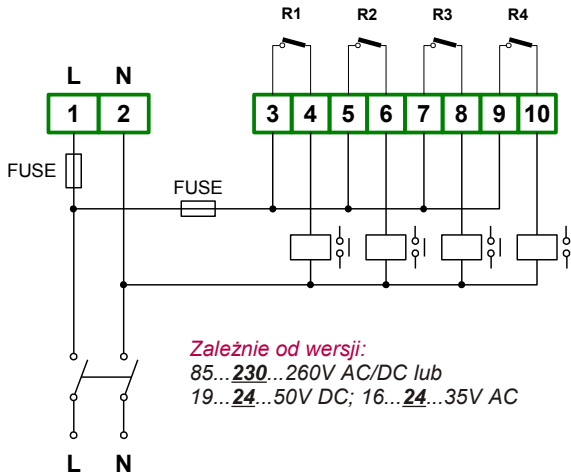 R1 R2 R3 R4
L N
1 2 3 4 5 6 7 8 9 10
FUSE
FUSE
Zależnie od wersji:
85...230...260V AC/DC lub
19...24...50V DC; 16...24...35V AC
L N